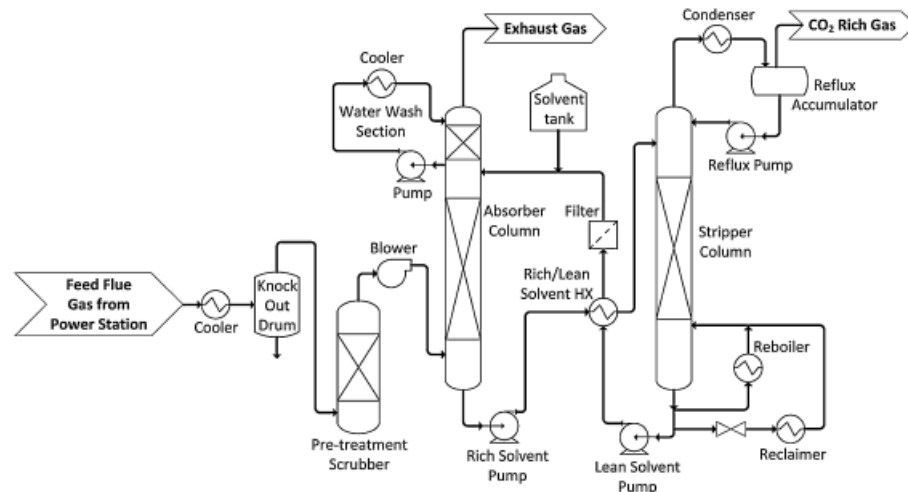 Condenser
Exhaust Gas
CO₂ Rich Gas
Cooler
Reflux
Accumulator
Solvent
tank
Water Wash
Section
Pump
Reflux Pump
Absorber
Column
Filter
Stripper
Column
Blower
Feed Flue
Gas from
Power Station
Cooler
Knock
Out
Drum
Rich/Lean
Solvent HX
Reboiler
Pre-treatment
Scrubber
Rich Solvent
Pump
Lean Solvent
Pump
Reclaimer